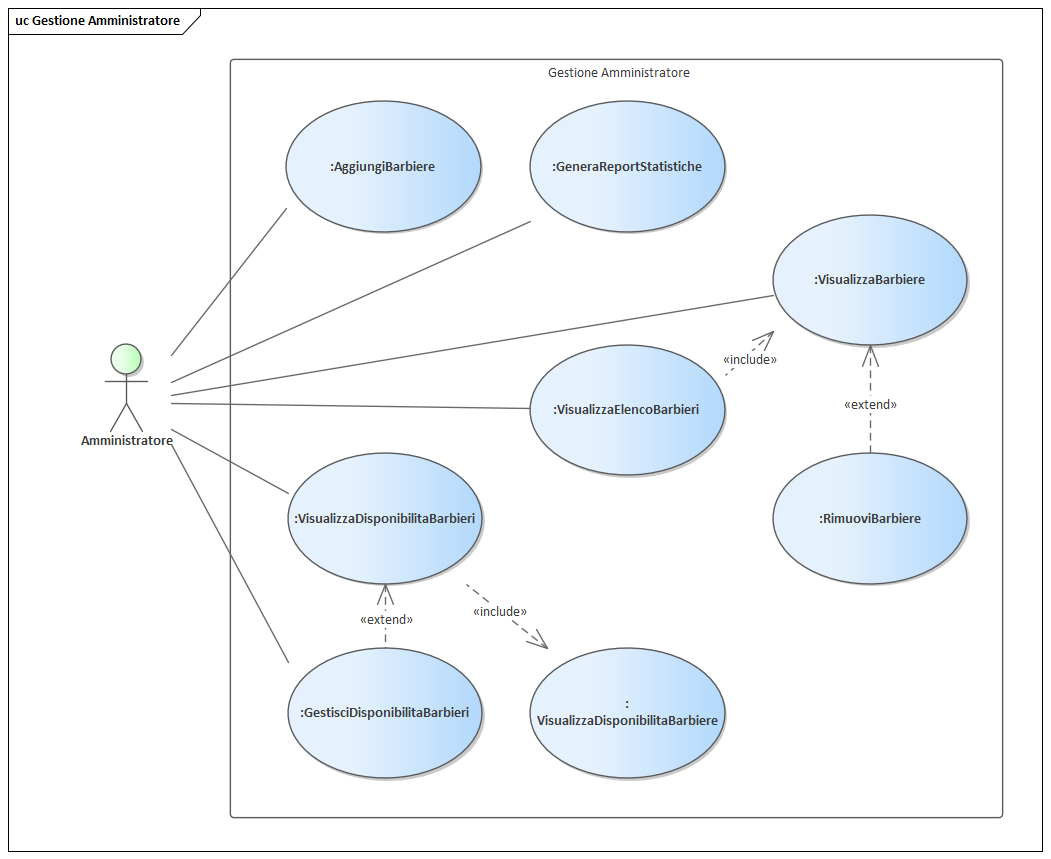 uc Gestione Amministratore
Gestione Amministratore
:AggiungiBarbiere
:GeneraReportStatistiche
:VisualizzaBarbiere
«include»
:VisualizzaElencoBarbieri
«extend»
Amministratore
:VisualizzaDisponibilitaBarbieri
:RimuoviBarbiere
«extend»
«include»
:GestisciDisponibilitaBarbieri
:
VisualizzaDisponibilitaBarbiere